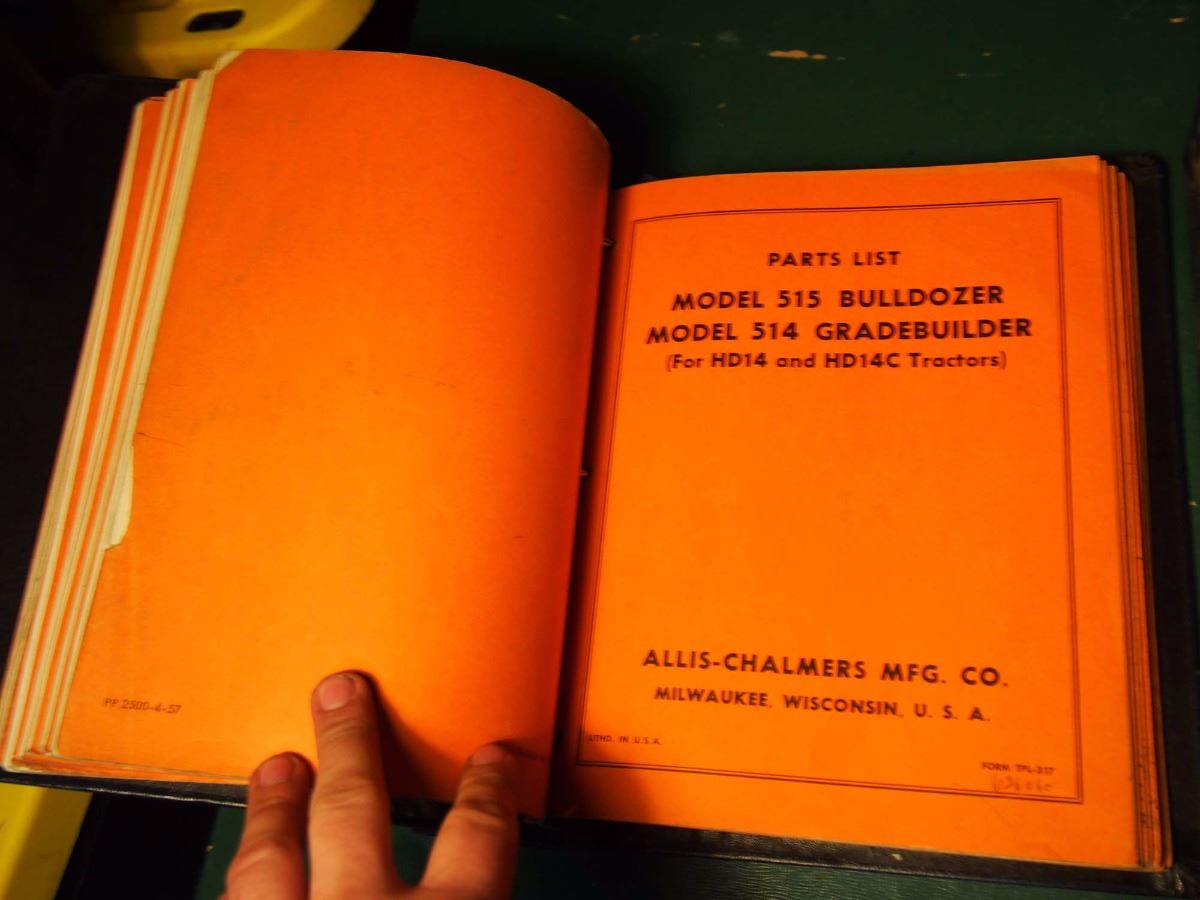 PP 2500-4-57
PARTS LIST
MODEL 515 BULLDOZER
MODEL 514 GRADEBUILDER
(For HD14 and HD14C Tractors)
ALLIS-CHALMERS MFG. CO.
MILWAUKEE, WISCONSIN, U. S. A.
LITHO. IN U.S.A.
FORM TPL-317